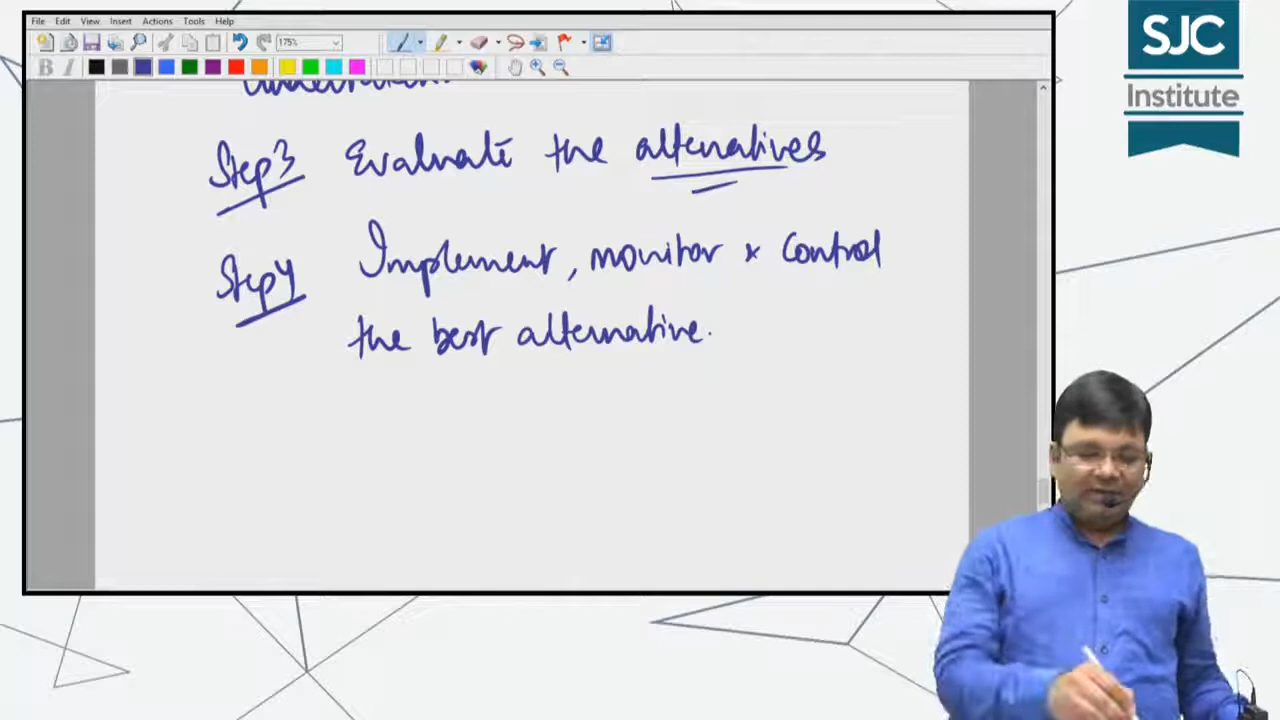 File Edit View Insert Actions Tools Help
175%
B I
Step3 Evaluate the alternatives
Step4 Implement, monitor & control
the best alternative.
SJC
Institute